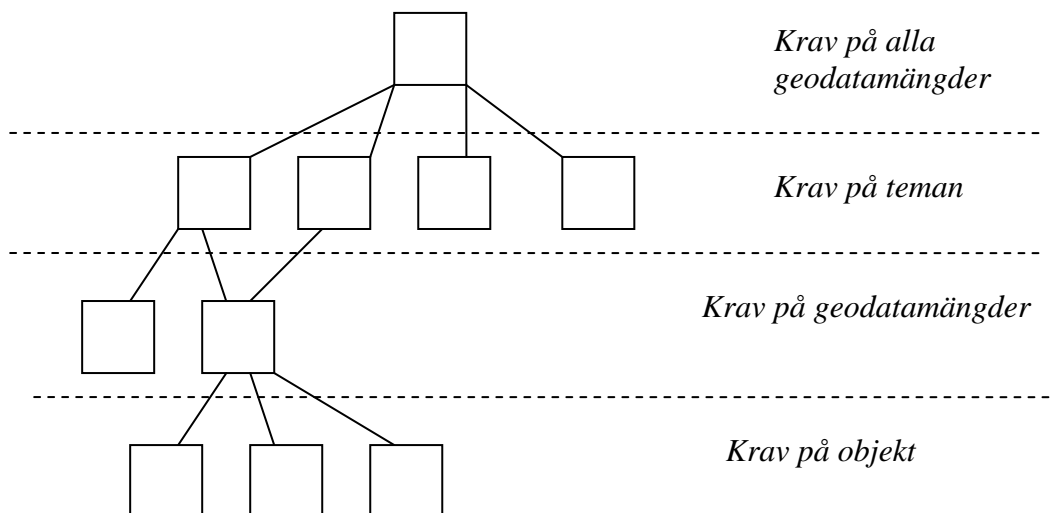 Krav på alla
geodatamängder
Krav på teman
Krav på geodatamängder
Krav på objekt